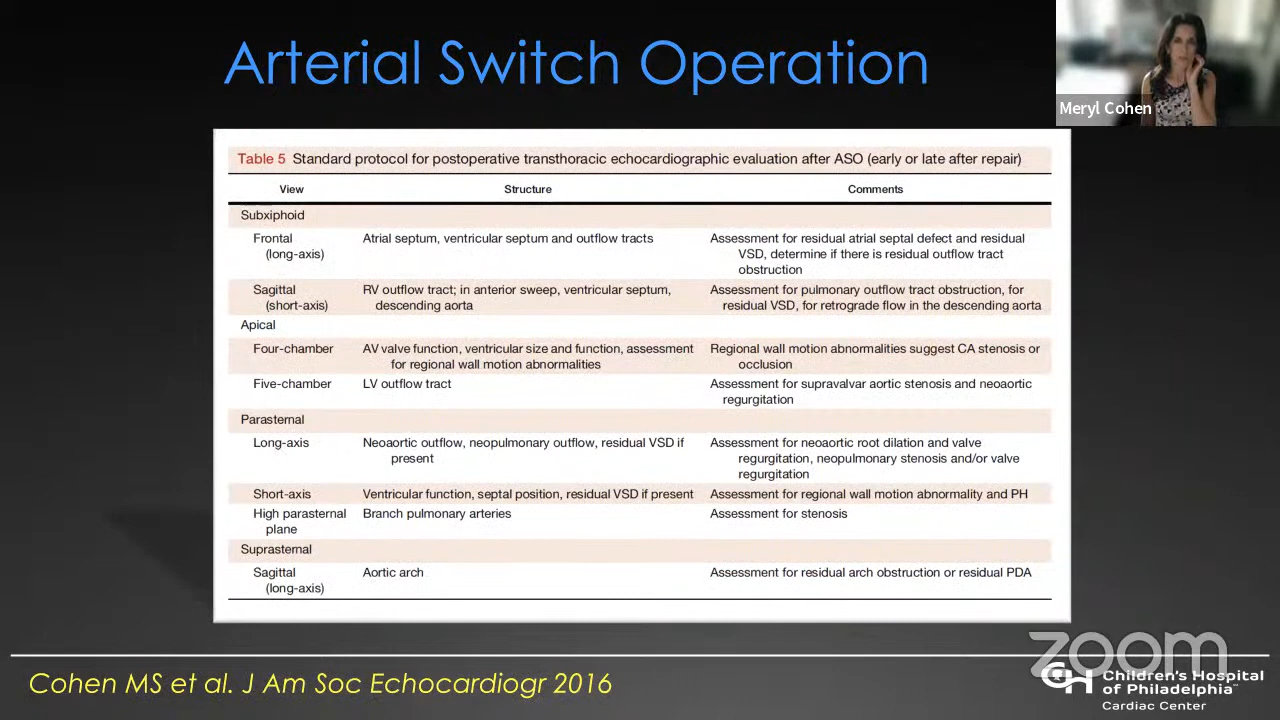 Arterial Switch Operation
Meryl Cohen
Table 5 Standard protocol for postoperative transthoracic echocardiographic evaluation after ASO (early or late after repair)
View Structure Comments
Subxiphoid
Frontal Atrial septum, ventricular septum and outflow tracts Assessment for residual atrial septal defect and residual
(long-axis) VSD, determine if there is residual outflow tract
obstruction
Sagittal RV outflow tract; in anterior sweep, ventricular septum, Assessment for pulmonary outflow tract obstruction, for
(short-axis) descending aorta residual VSD, for retrograde flow in the descending aorta
Apical
Four-chamber AV valve function, ventricular size and function, assessment Regional wall motion abnormalities suggest CA stenosis or
for regional wall motion abnormalities occlusion
Five-chamber LV outflow tract Assessment for supravalvar aortic stenosis and neoaortic
regurgitation
Parasternal
Long-axis Neoaortic outflow, neopulmonary outflow, residual VSD if Assessment for neoaortic root dilation and valve
present regurgitation, neopulmonary stenosis and/or valve
regurgitation
Short-axis Ventricular function, septal position, residual VSD if present Assessment for regional wall motion abnormality and PH
High parasternal Branch pulmonary arteries Assessment for stenosis
plane
Suprasternal
Sagittal Aortic arch Assessment for residual arch obstruction or residual PDA
(long-axis)
zoom
Cohen MS et al. J Am Soc Echocardiogr 2016
CH Children's Hospital
of Philadelphia
Cardiac Center